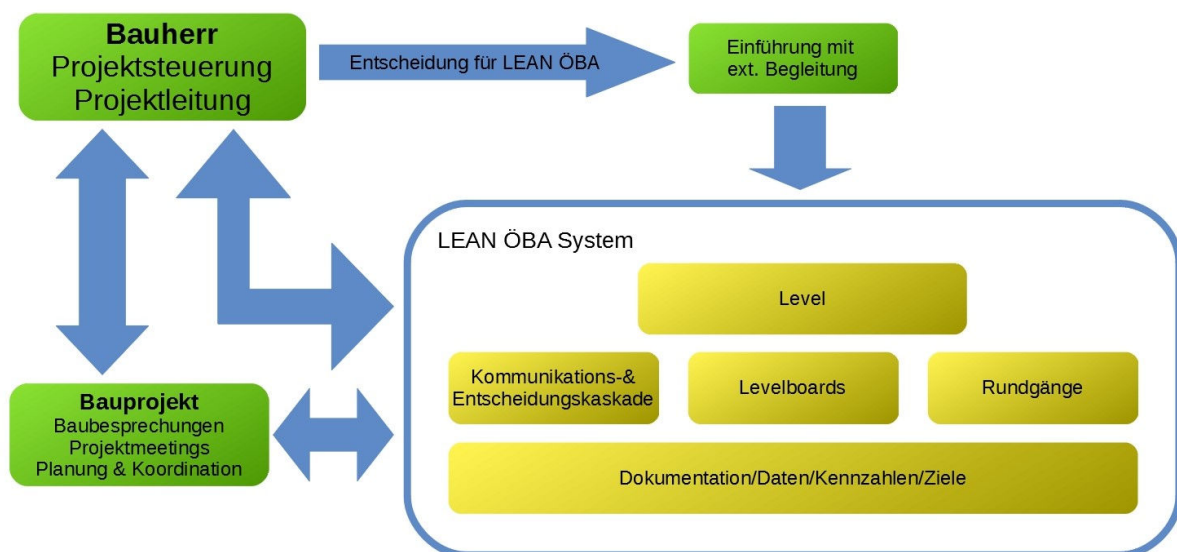 Bauherr
Projektsteuerung
Projektleitung
Entscheidung für LEAN ÖBA
Einführung mit
ext. Begleitung
LEAN ÖBA System
Level
Kommunikations-&
Entscheidungskaskade
Levelboards
Rundgänge
Bauprojekt
Baubesprechungen
Projektmeetings
Planung & Koordination
Dokumentation/Daten/Kennzahlen/Ziele